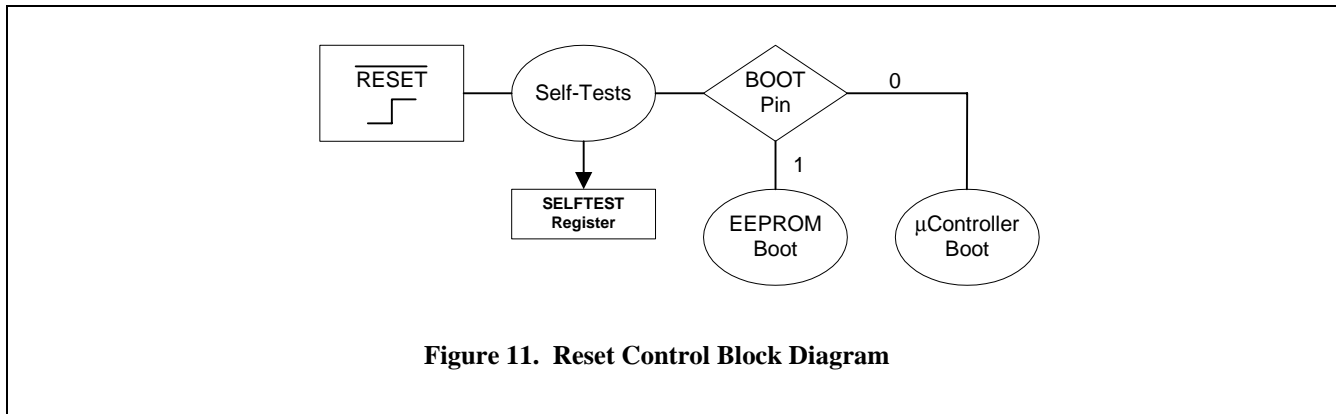 RESET
Self-Tests
BOOT
Pin
0
1
SELFTEST
Register
EEPROM
Boot
μController
Boot
Figure 11. Reset Control Block Diagram